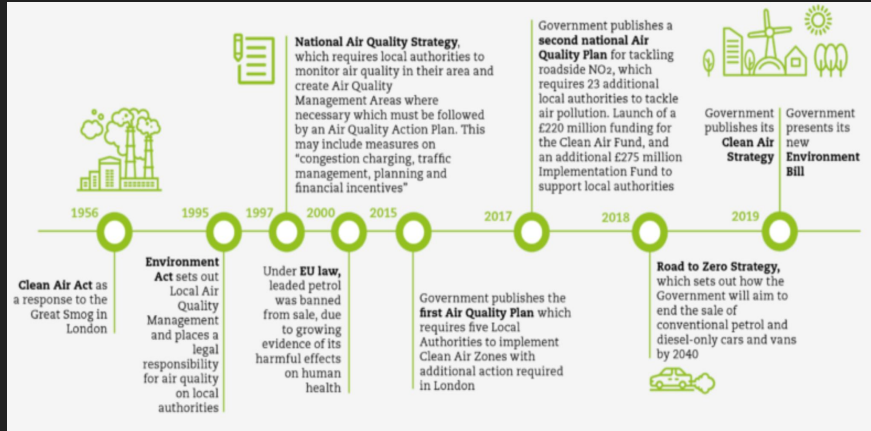 1956
Clean Air Act as
a response to the
Great Smog in
London
1995
Environment
Act sets out
Local Air
Quality
Management
and places a
legal
responsibility
for air quality
on local
authorities
1997
National Air Quality Strategy,
which requires local authorities to
monitor air quality in their area and
create Air Quality
Management Areas where
necessary which must be followed
by an Air Quality Action Plan. This
may include measures on
“congestion charging, traffic
management, planning and
financial incentives”
2000
Under EU law,
leaded petrol
was banned
from sale, due
to growing
evidence of its
harmful effects
on human
health
2015
Government publishes the
first Air Quality Plan which
requires five Local
Authorities to implement
Clean Air Zones with
additional action required
in London
2017
Government publishes a
second national Air
Quality Plan for tackling
roadside NO2, which
requires 23 additional
local authorities to tackle
air pollution. Launch of a
£220 million funding for
the Clean Air Fund, and
an additional £275 million
Implementation Fund to
support local authorities
2018
Road to Zero Strategy,
which sets out how the
Government will aim to
end the sale of
conventional petrol and
diesel-only cars and vans
by 2040
2019
Government
publishes its
Clean Air
Strategy
Government
presents its
new
Environment
Bill